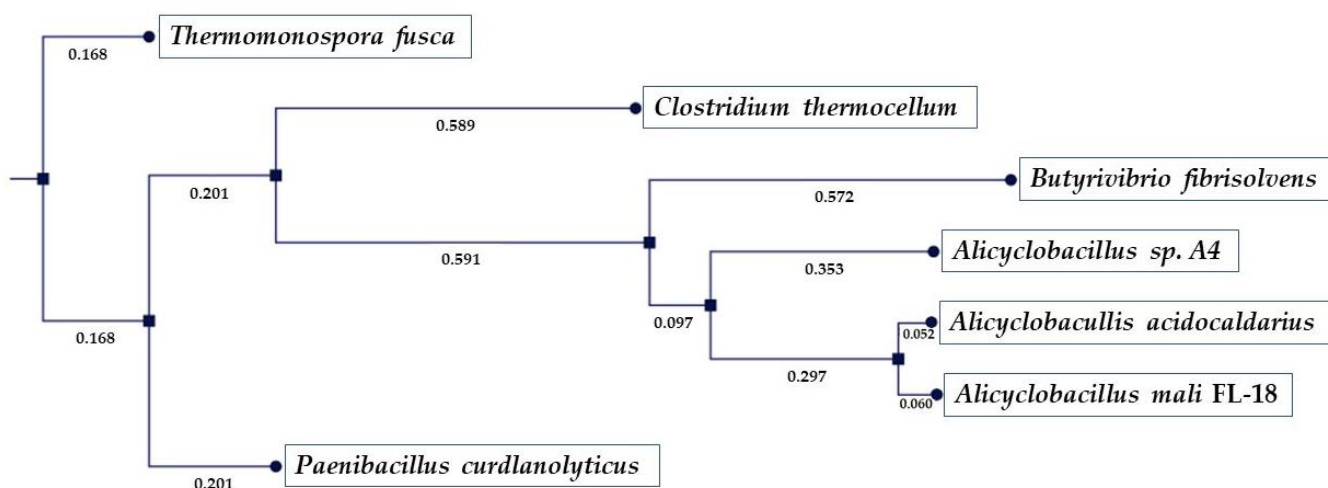 Thermomonospora fusca
0.168
Clostridium thermocellum
0.589
0.201
Butyrivibrio fibrisolvens
0.572
0.591
Alicyclobacillus sp. A4
0.353
0.097
Alicyclobacullis acidocaldarius
0.052
0.168
0.297
Alicyclobacillus mali FL-18
0.060
Paenibacillus curdlanolyticus
0.201